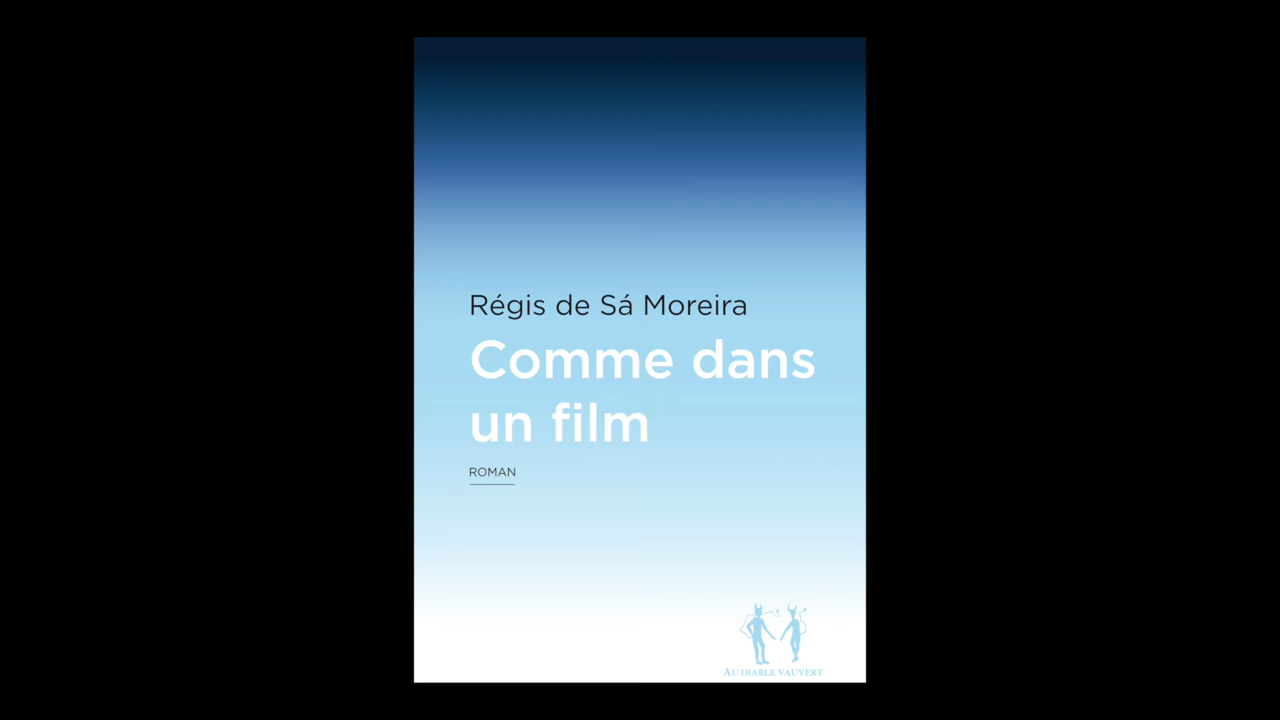 Régis de Sá Moreira
Comme dans
un film
ROMAN
AU DIABLE VAUVERT